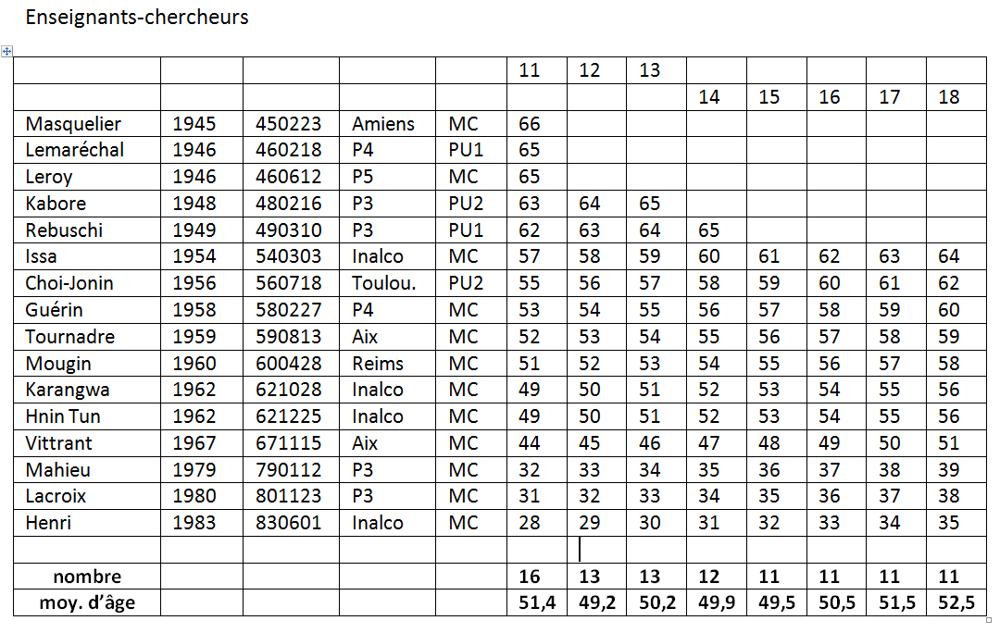 Enseignants-chercheurs
11 12 13
14 15 16 17 18
Masquelier 1945 450223 Amiens MC 66
Lemaréchal 1946 460218 P4 PU1 65
Leroy 1946 460612 P5 MC 65
Kabore 1948 480216 P3 PU2 63 64 65
Rebuschi 1949 490310 P3 PU1 62 63 64 65
Issa 1954 540303 Inalco MC 57 58 59 60 61 62 63 64
Choi-Jonin 1956 560718 Toulou. PU2 55 56 57 58 59 60 61 62
Guérin 1958 580227 P4 MC 53 54 55 56 57 58 59 60
Tournadre 1959 590813 Aix MC 52 53 54 55 56 57 58 59
Mougin 1960 600428 Reims MC 51 52 53 54 55 56 57 58
Karangwa 1962 621028 Inalco MC 49 50 51 52 53 54 55 56
Hnin Tun 1962 621225 Inalco MC 49 50 51 52 53 54 55 56
Vittrant 1967 671115 Aix MC 44 45 46 47 48 49 50 51
Mahieu 1979 790112 P3 MC 32 33 34 35 36 37 38 39
Lacroix 1980 801123 P3 MC 31 32 33 34 35 36 37 38
Henri 1983 830601 Inalco MC 28 29 30 31 32 33 34 35
nombre 16 13 13 12 11 11 11 11
moy. d’âge 51,4 49,2 50,2 49,9 49,5 50,5 51,5 52,5